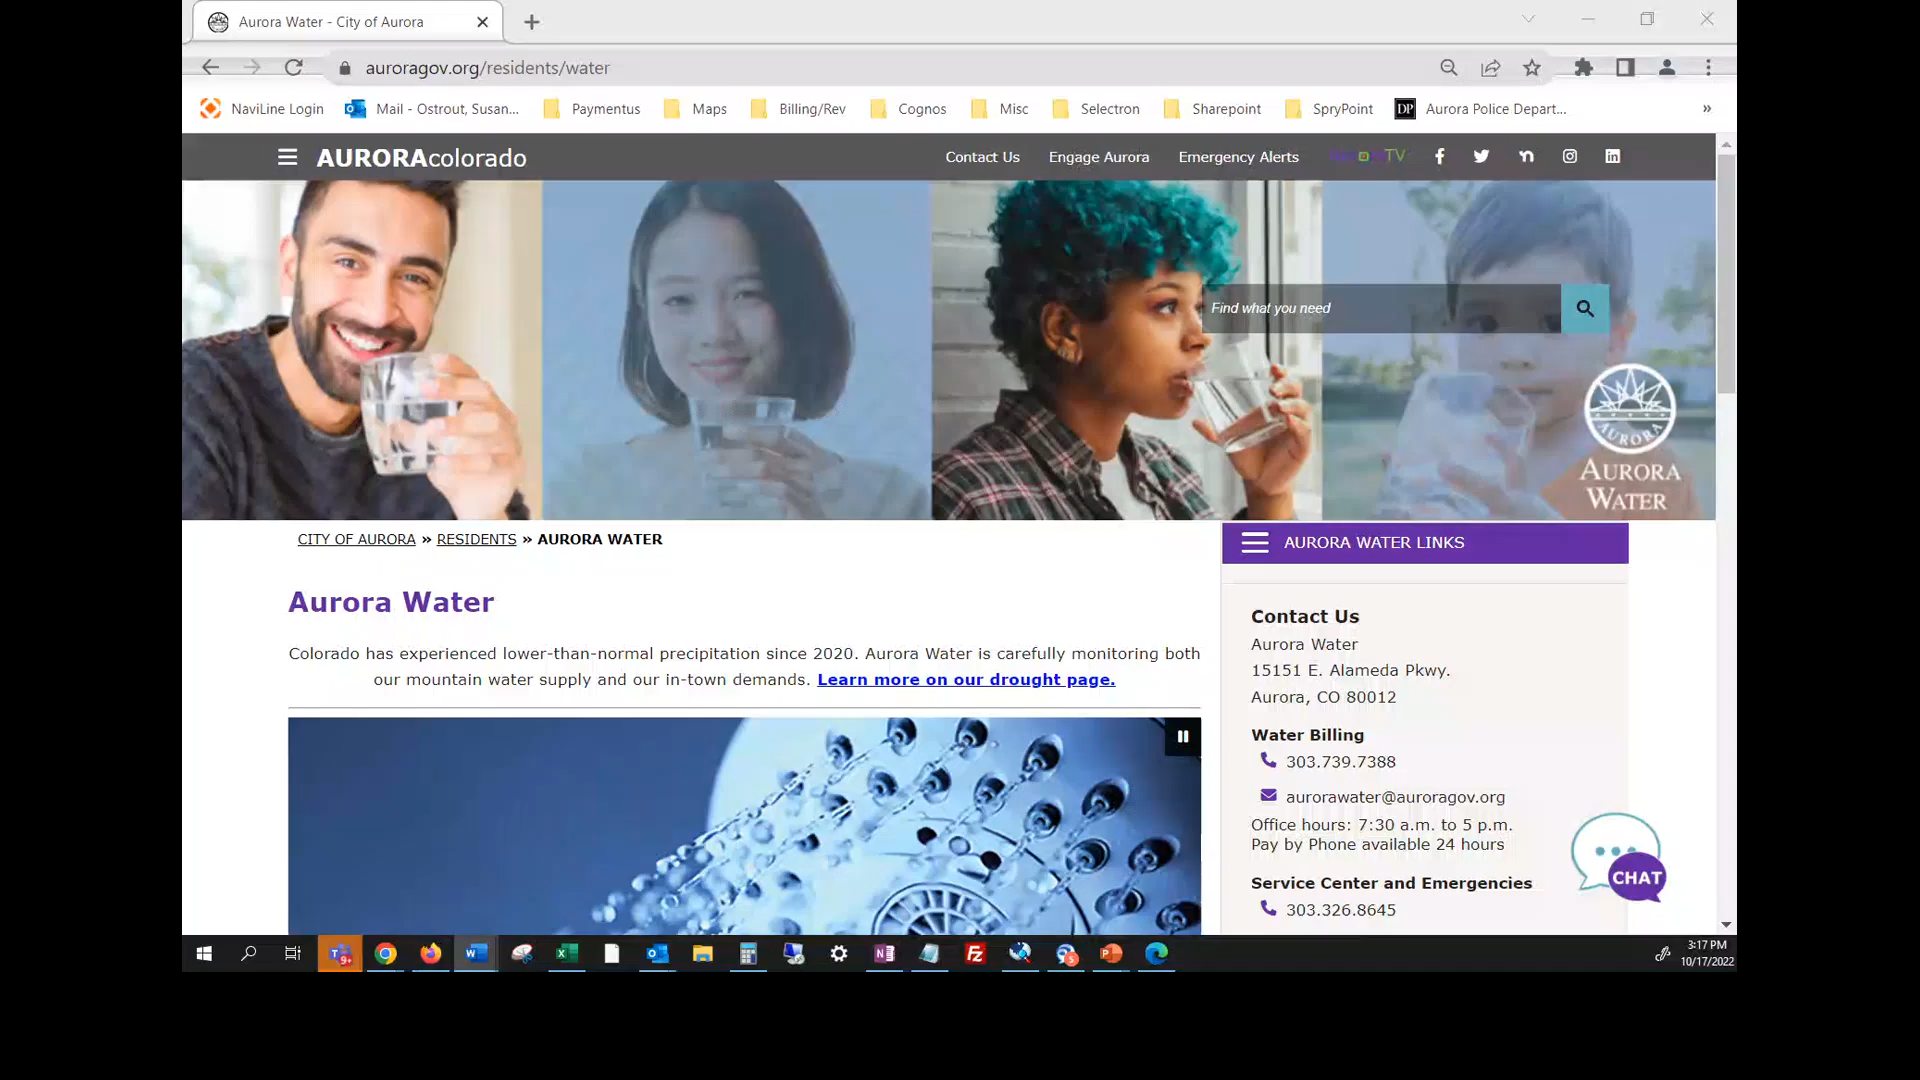 Aurora Water - City of Aurora
auroragov.org/residents/water
NaviLine Login Mail - Ostrout, Susan... Paymentus Maps Billing/Rev Cognos Misc Selectron Sharepoint SpryPoint DP Aurora Police Depart... »
AURORAcolorado Contact Us Engage Aurora Emergency Alerts TV
Find what you need
AURORA
AURORA
WATER
CITY OF AURORA » RESIDENTS » AURORA WATER
AURORA WATER LINKS
Aurora Water
Colorado has experienced lower-than-normal precipitation since 2020. Aurora Water is carefully monitoring both
our mountain water supply and our in-town demands. Learn more on our drought page.
Contact Us
Aurora Water
15151 E. Alameda Pkwy.
Aurora, CO 80012
Water Billing
303.739.7388
aurorawater@auroragov.org
Office hours: 7:30 a.m. to 5 p.m.
Pay by Phone available 24 hours
CHAT
Service Center and Emergencies
303.326.8645
9+
3:17 PM
10/17/2022